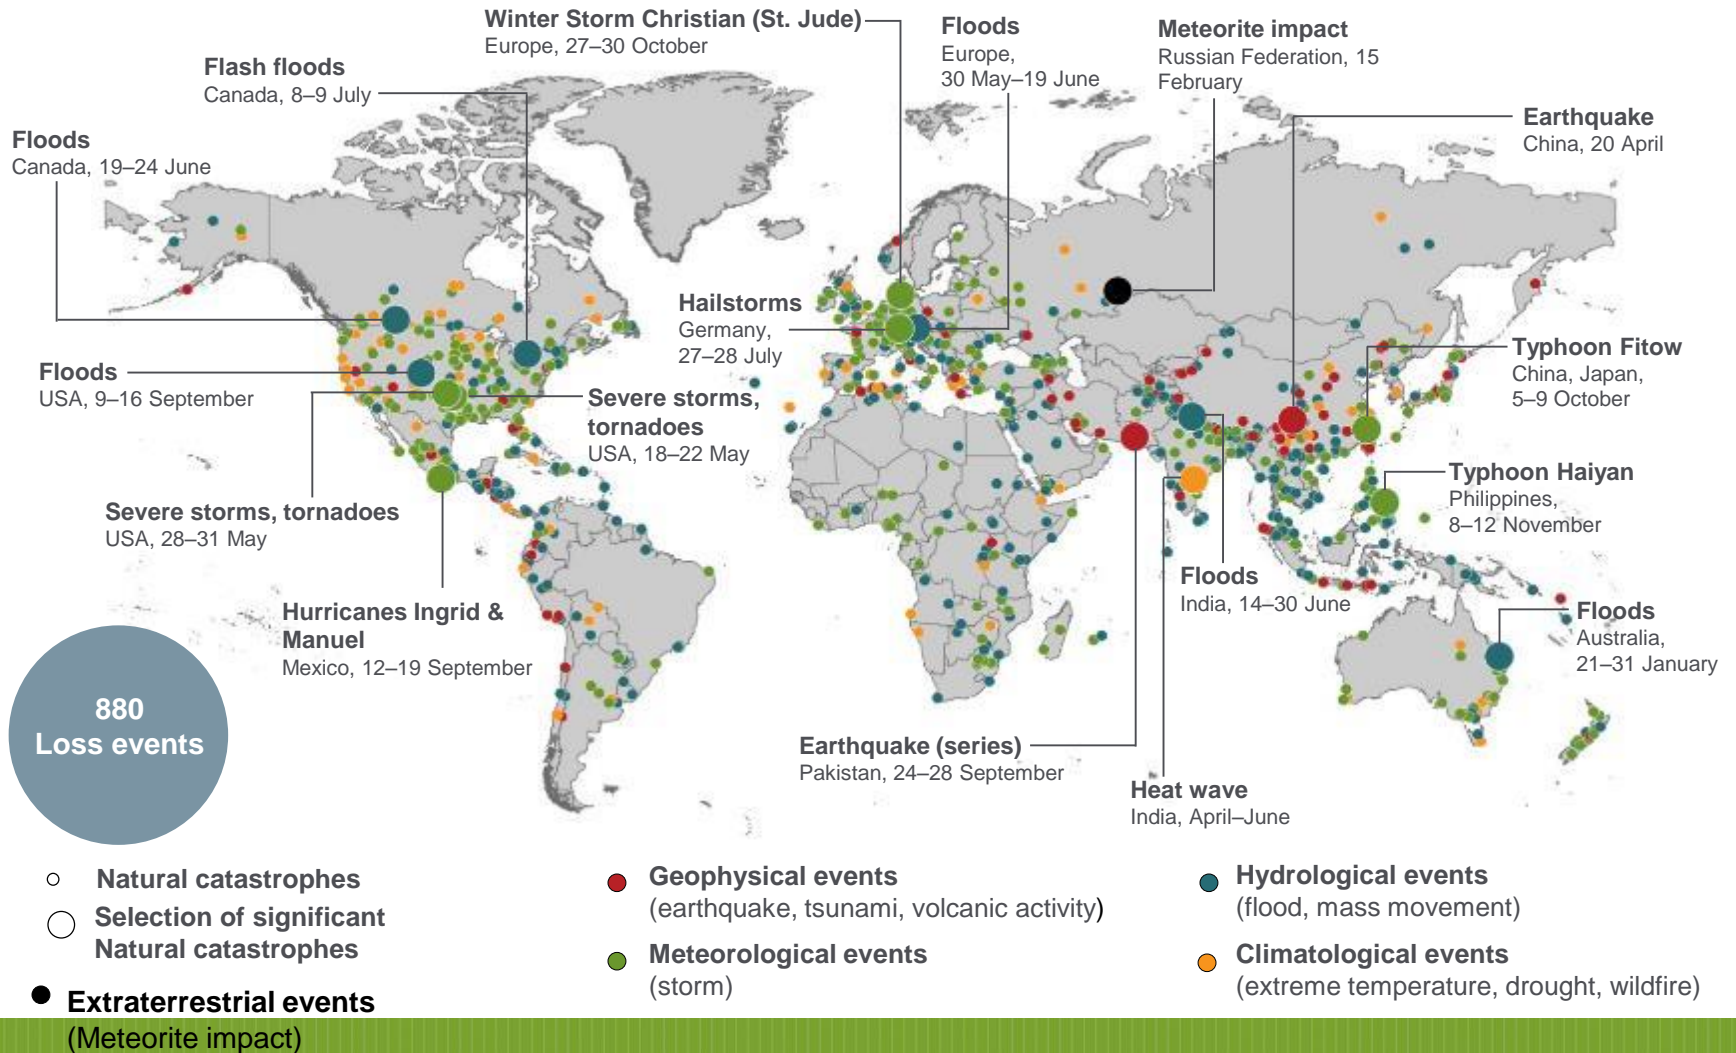 Winter Storm Christian (St. Jude)
Europe, 27–30 October
Floods
Europe,
30 May–19 June
Meteorite impact
Russian Federation, 15
February
Flash floods
Canada, 8–9 July
Earthquake
China, 20 April
Floods
Canada, 19–24 June
Hailstorms
Germany,
27–28 July
Typhoon Fitow
China, Japan,
5–9 October
Floods
USA, 9–16 September
Severe storms,
tornadoes
USA, 18–22 May
Typhoon Haiyan
Philippines,
8–12 November
Severe storms, tornadoes
USA, 28–31 May
Floods
India, 14–30 June
Hurricanes Ingrid &
Manuel
Mexico, 12–19 September
Floods
Australia,
21–31 January
880
Loss events
Earthquake (series)
Pakistan, 24–28 September
Heat wave
India, April–June
Natural catastrophes
Selection of significant
Natural catastrophes
Extraterrestrial events
(Meteorite impact)
Geophysical events
(earthquake, tsunami, volcanic activity)
Meteorological events
(storm)
Hydrological events
(flood, mass movement)
Climatological events
(extreme temperature, drought, wildfire)